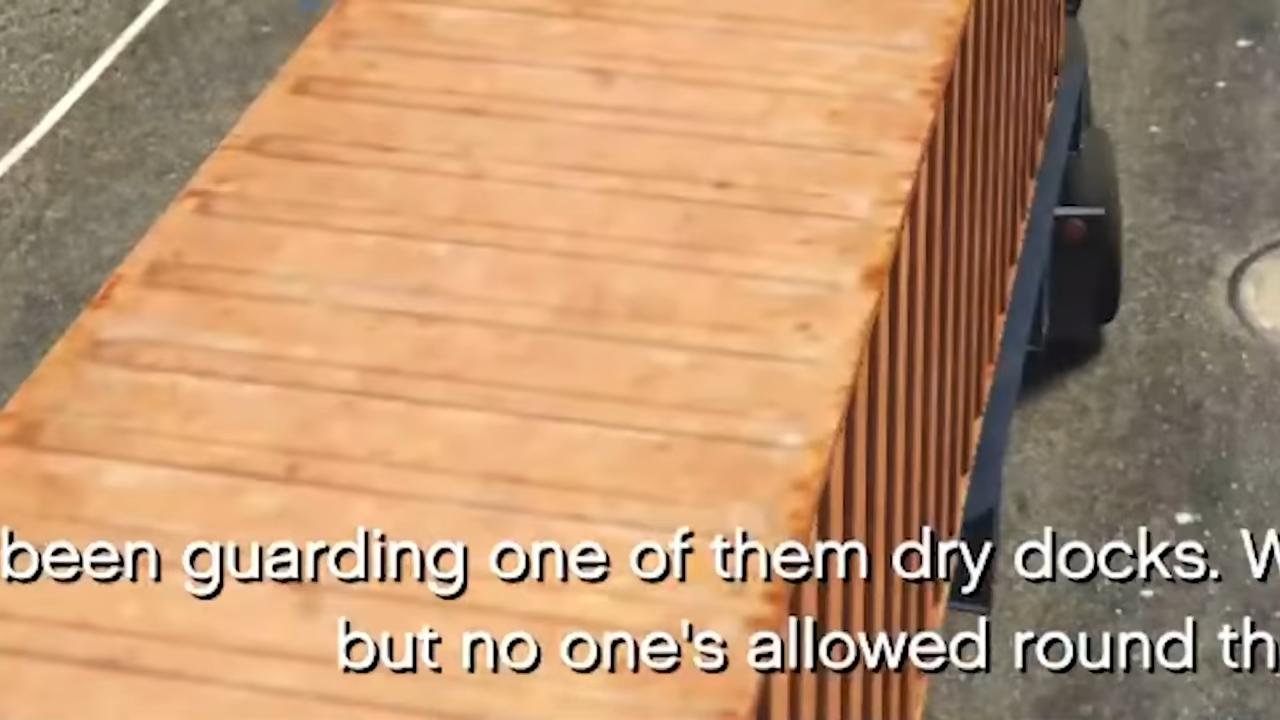 been guarding one of them dry docks.
but no one's allowed round